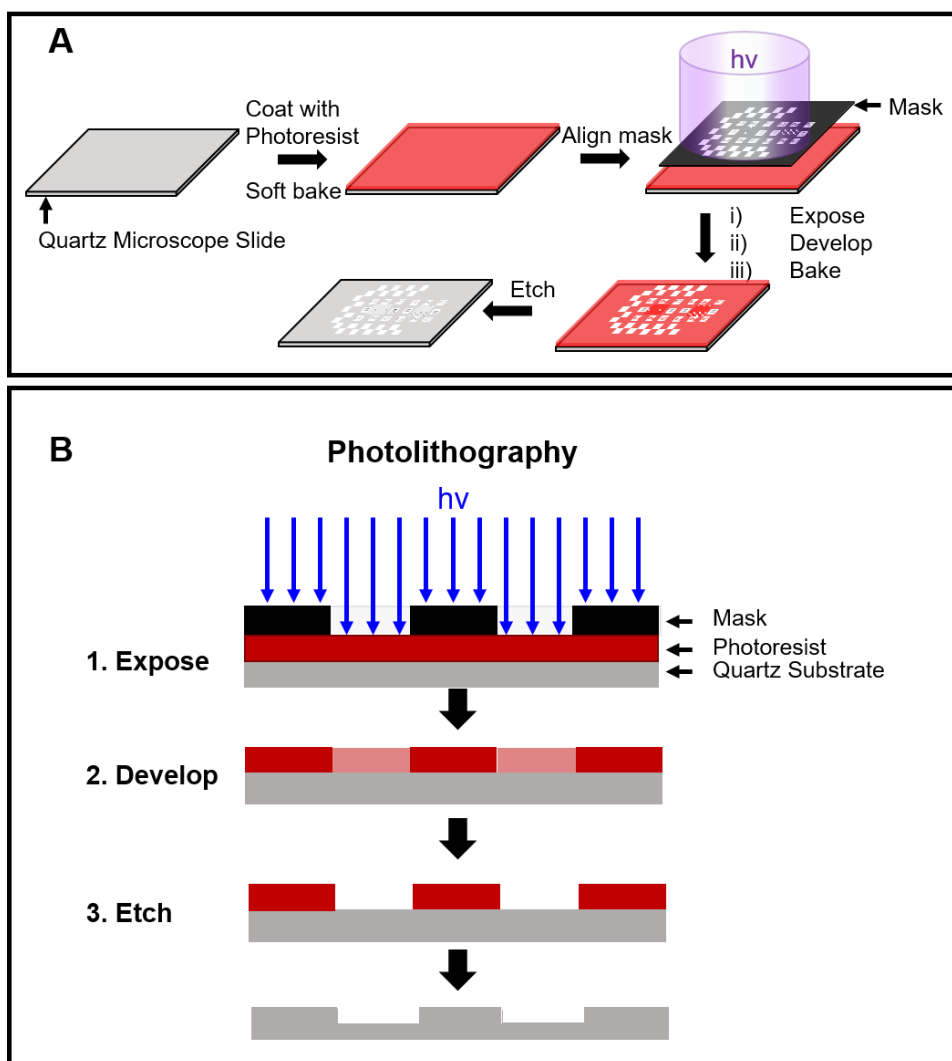 A
hv
Coat with
Photoresist
Soft bake
Align mask
Mask
Quartz Microscope Slide
i) Expose
ii) Develop
iii) Bake
Etch
B
Photolithography
hv
Mask
Photoresist
Quartz Substrate
1. Expose
2. Develop
3. Etch